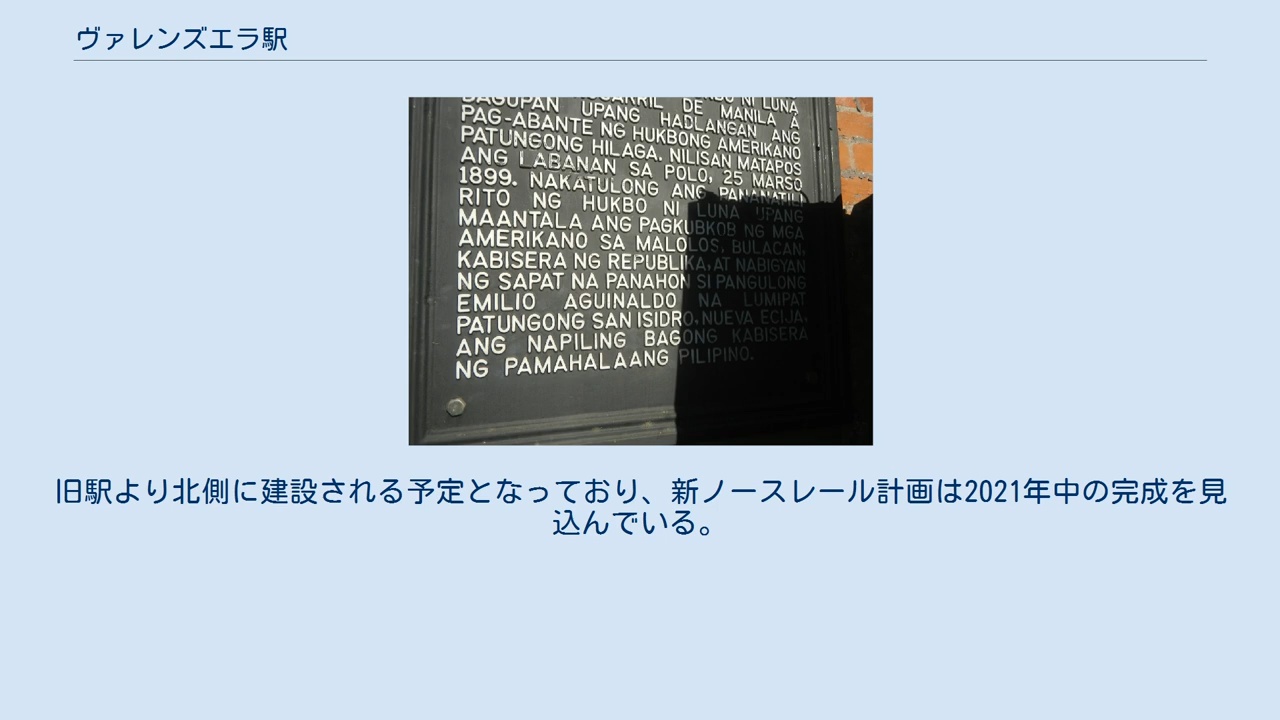 ヴァレンズエラ駅
DAGUPAN UPANG HADLANGAN ANG
PAG-ABANTE NG HUKBONG AMERIKANO
PATUNGONG HILAGA. NILISAN MATAPOS
ANG LABANAN SA POLO, 25 MARSO
1899. NAKATULONG ANG PANANATILI
RITO NG HUKBO NI LUNA UPANG
MAANTALA ANG PAGKUBKOB NG MGA
AMERIKANO SA MALOLOS, BULACAN,
KABISERA NG REPUBLIKA, AT NABIGYAN
NG SAPAT NA PANAHON SI PANGULONG
EMILIO AGUINALDO NA LUMIPAT
PATUNGONG SAN ISIDRO, NUEVA ECIJA,
ANG NAPILING BAGONG KABISERA
NG PAMAHALAANG PILIPINO.
旧駅より北側に建設される予定となっており、新ノースレール計画は2021年中の完成を見
込んでいる。